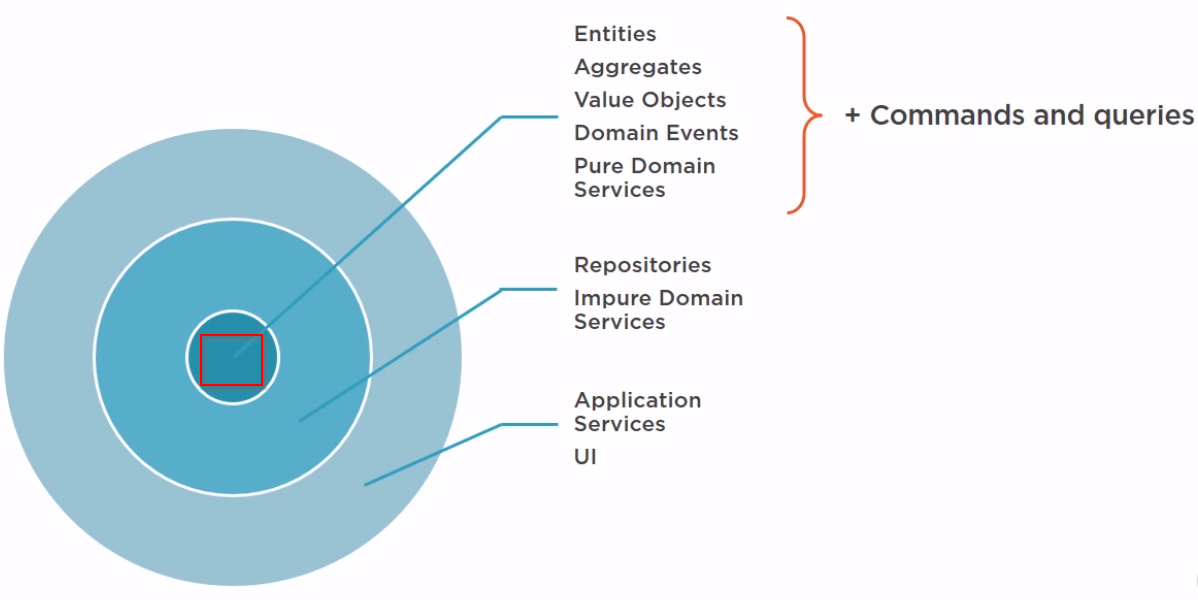 Entities
Aggregates
Value Objects
Domain Events
Pure Domain
Services
+ Commands and queries
Repositories
Impure Domain
Services
Application
Services
UI